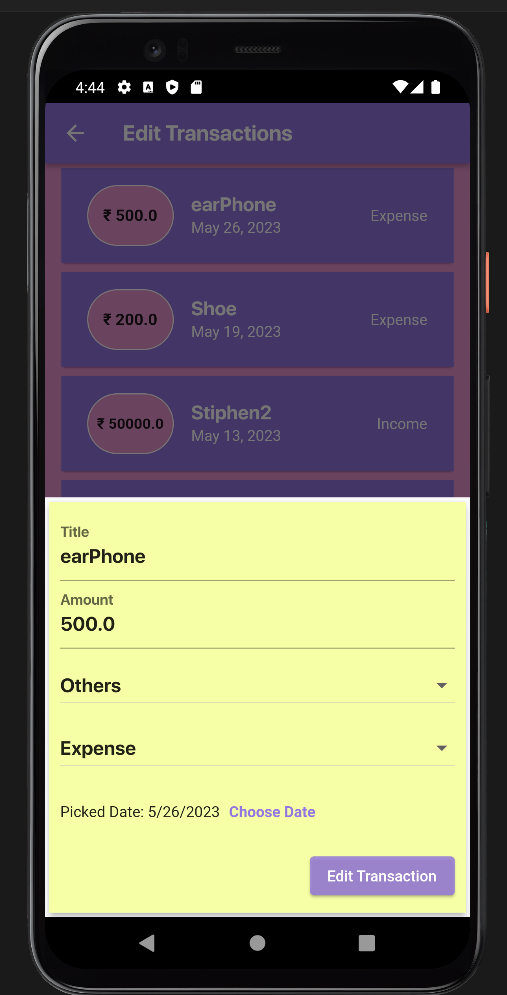 4:44
Edit Transactions
₹ 500.0
earPhone
May 26, 2023
Expense
₹ 200.0
Shoe
May 19, 2023
Expense
₹ 50000.0
Stiphen2
May 13, 2023
Income
Title
earPhone
Amount
500.0
Others
Expense
Picked Date: 5/26/2023 Choose Date
Edit Transaction